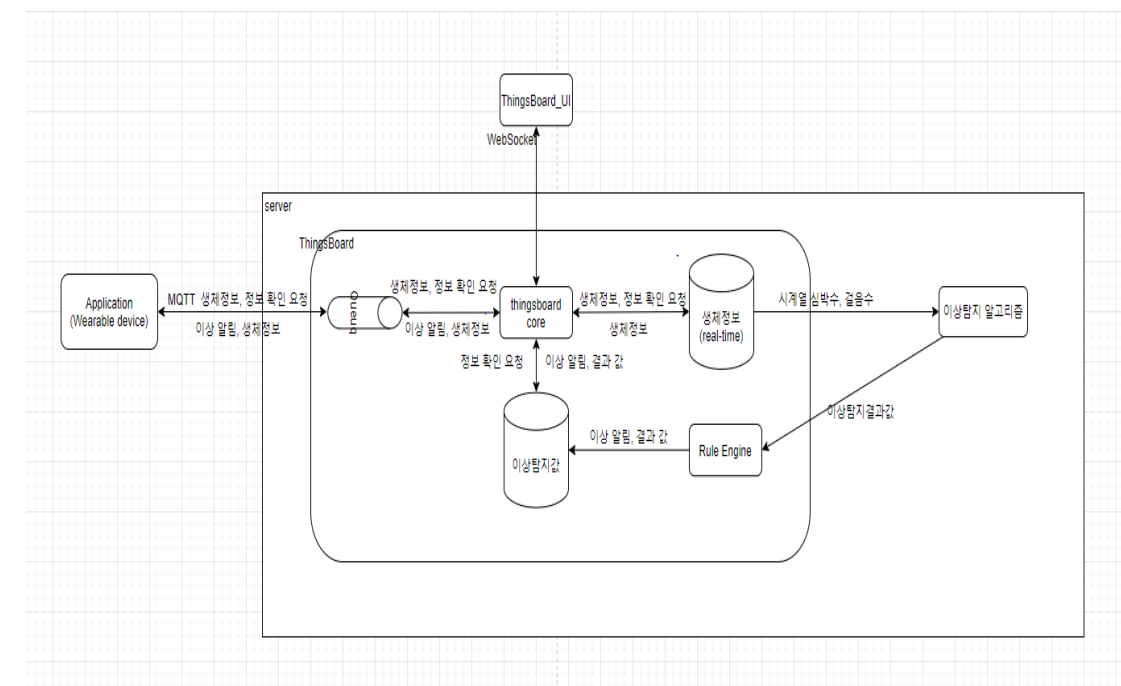 ThingsBoard_UI
WebSocket
server
ThingsBoard
Application
(Wearable device)
MQTT 생체정보, 정보 확인 요청
이상 알림, 생체정보
Queue
생체정보, 정보 확인 요청
이상 알림, 생체정보
thingsboard
core
생체정보, 정보 확인 요청
생체정보
생체정보
(real-time)
시계열 심박수, 걸음수
이상탐지 알고리즘
정보 확인 요청
이상 알림, 결과 값
이상탐지결과값
이상 알림, 결과 값
Rule Engine
이상탐지값